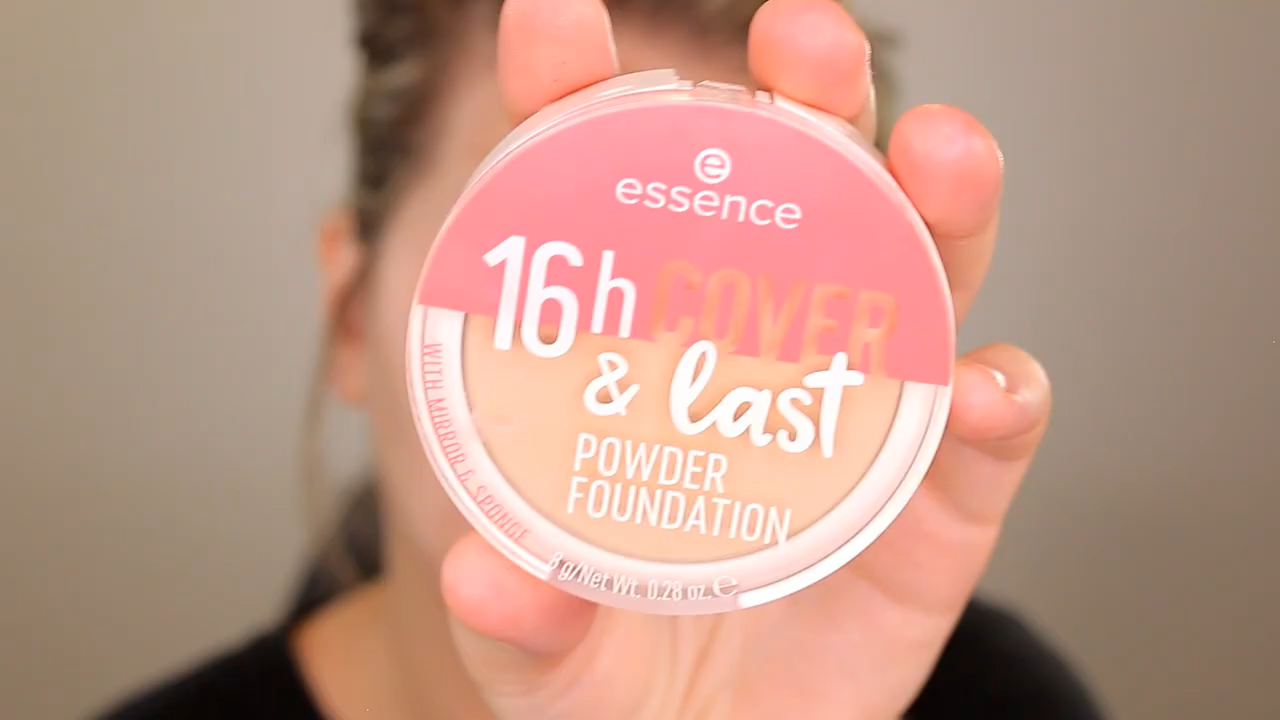 e
essence
16h COVER
& last
POWDER
FOUNDATION
WITH MIRROR & SPONGE
8 g/Net Wt. 0.28 oz. ℮